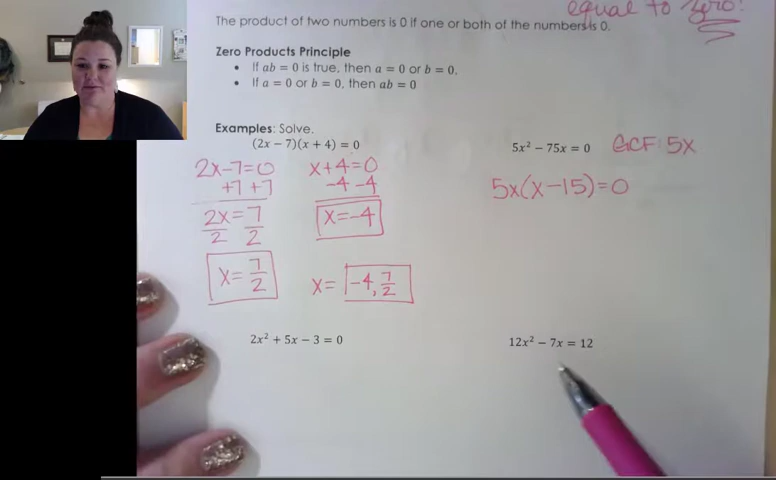 equal to zero!
The product of two numbers is 0 if one or both of the numbers is 0.
Zero Products Principle
• If ab = 0 is true, then a = 0 or b = 0.
• If a = 0 or b = 0, then ab = 0
Examples: Solve.
(2x − 7)(x + 4) = 0
2x-7=0
+7 +7
2x = 7
2 2
x = 7/2
x+4=0
-4 -4
x=-4
x= -4, 7/2
5x² − 75x = 0 GCF: 5x
5x(x-15)=0
2x² + 5x − 3 = 0
12x² − 7x = 12